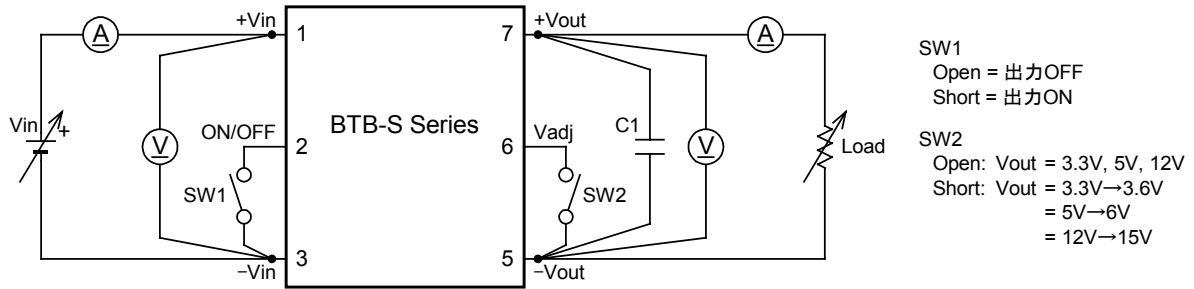 +Vin
1
7
+Vout
A
A
SW1
Open = 出力OFF
Short = 出力ON
Vin
+
V
ON/OFF
2
BTB-S Series
6
Vadj
C1
V
Load
SW1
SW2
SW2
Open: Vout = 3.3V, 5V, 12V
Short: Vout = 3.3V→3.6V
= 5V→6V
= 12V→15V
−Vin
3
5
−Vout